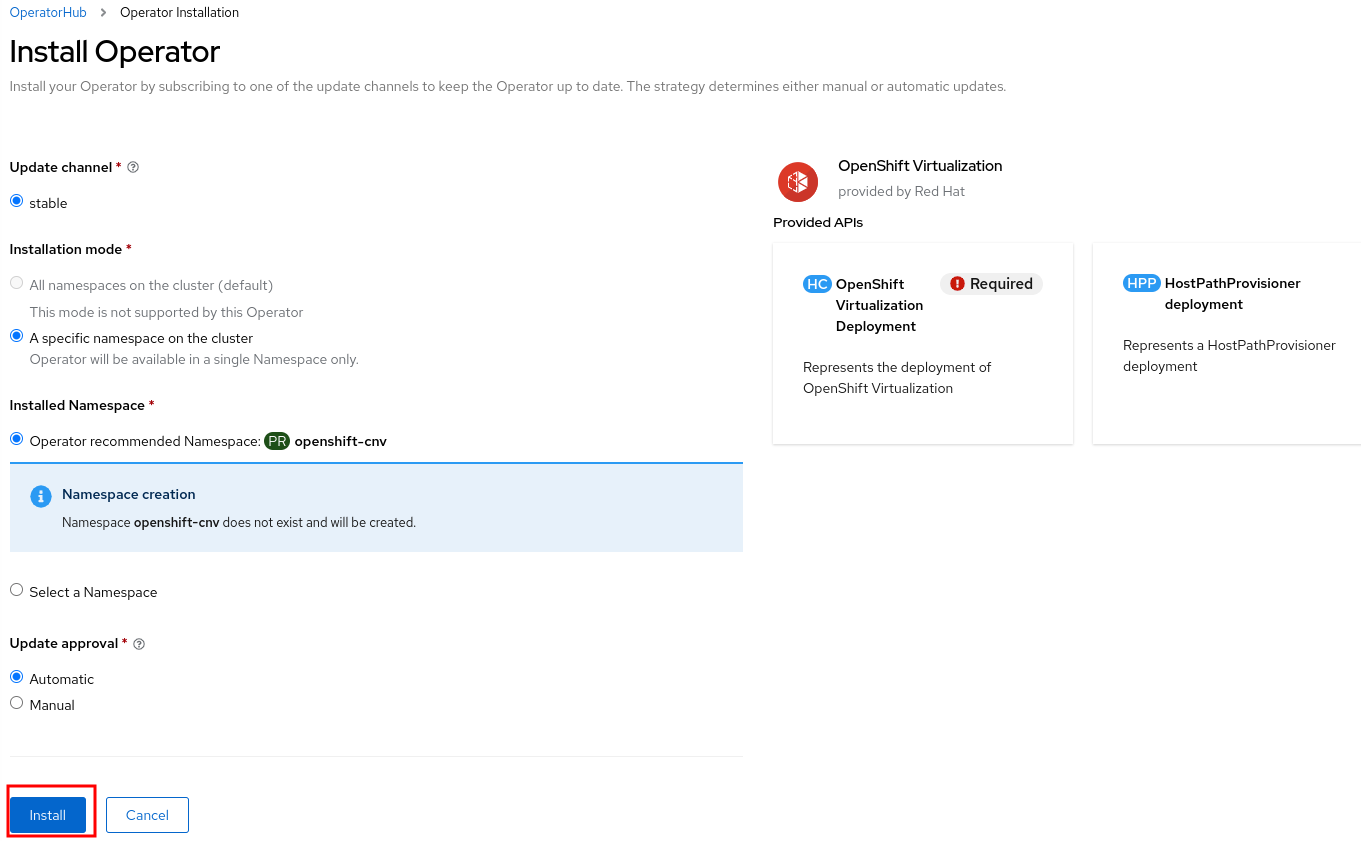 OperatorHub > Operator Installation
Install Operator
Install your Operator by subscribing to one of the update channels to keep the Operator up to date. The strategy determines either manual or automatic updates.
Update channel *
stable
Installation mode *
All namespaces on the cluster (default)
This mode is not supported by this Operator
A specific namespace on the cluster
Operator will be available in a single Namespace only.
Installed Namespace *
Operator recommended Namespace: PR openshift-cnv
Namespace creation
Namespace openshift-cnv does not exist and will be created.
Select a Namespace
Update approval *
Automatic
Manual
Install Cancel
OpenShift Virtualization
provided by Red Hat
Provided APIs
HC OpenShift
Virtualization
Deployment
Required
Represents the deployment of
OpenShift Virtualization
HPP HostPathProvisioner
deployment
Represents a HostPathProvisioner
deployment